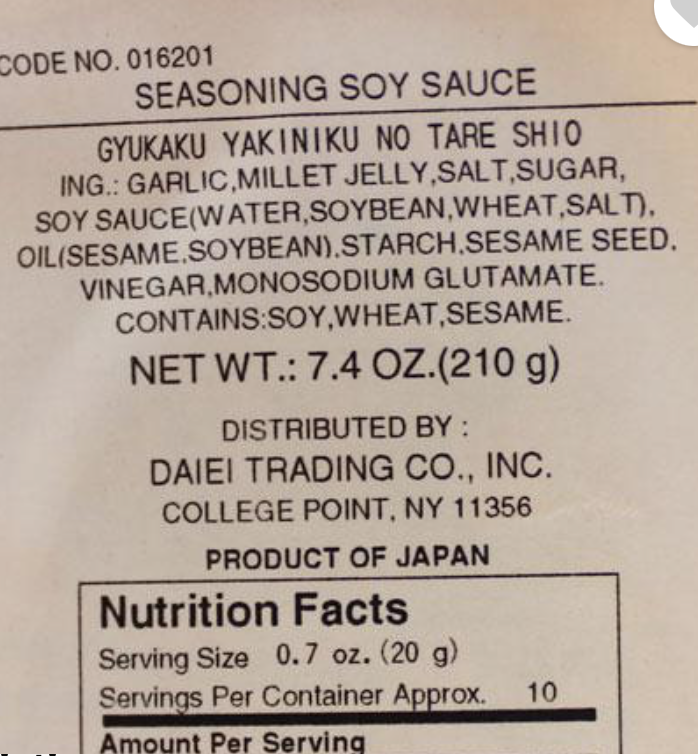 CODE NO. 016201
SEASONING SOY SAUCE
GYUKAKU YAKINIKU NO TARE SHIO
ING.: GARLIC,MILLET JELLY,SALT,SUGAR,
SOY SAUCE(WATER,SOYBEAN,WHEAT,SALT),
OIL(SESAME,SOYBEAN),STARCH,SESAME SEED,
VINEGAR,MONOSODIUM GLUTAMATE.
CONTAINS:SOY,WHEAT,SESAME.
NET WT.: 7.4 OZ.(210 g)
DISTRIBUTED BY :
DAIEI TRADING CO., INC.
COLLEGE POINT, NY 11356
PRODUCT OF JAPAN
Nutrition Facts
Serving Size 0.7 oz. (20 g)
Servings Per Container Approx. 10
Amount Per Serving